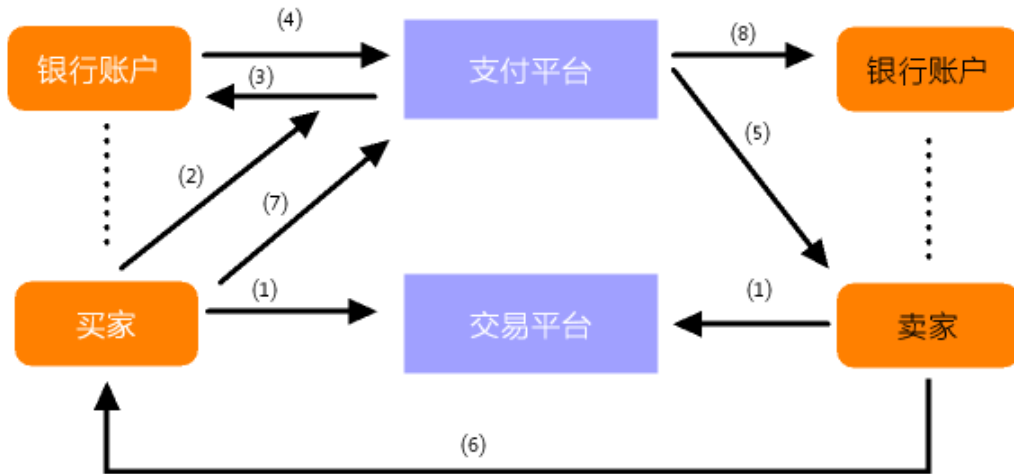 (4)
(8)
银行账户
支付平台
银行账户
(3)
(5)
(2)
(7)
(1)
(1)
买家
交易平台
卖家
(6)